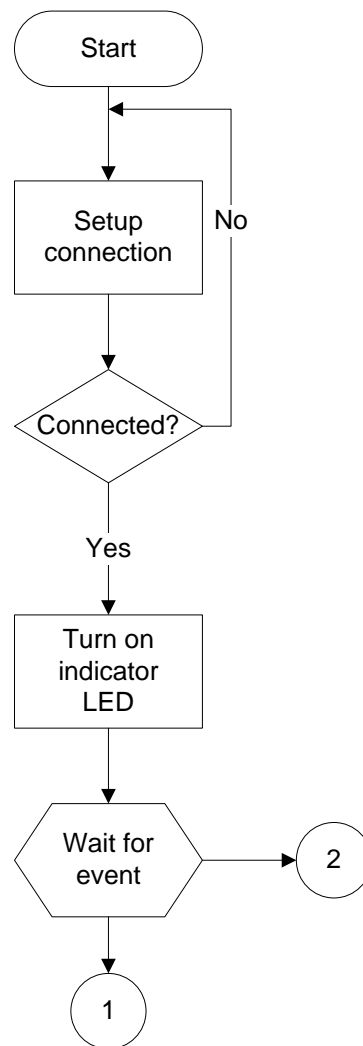 Start
Setup
connection
No
Connected?
Yes
Turn on
indicator
LED
Wait for
event
2
1